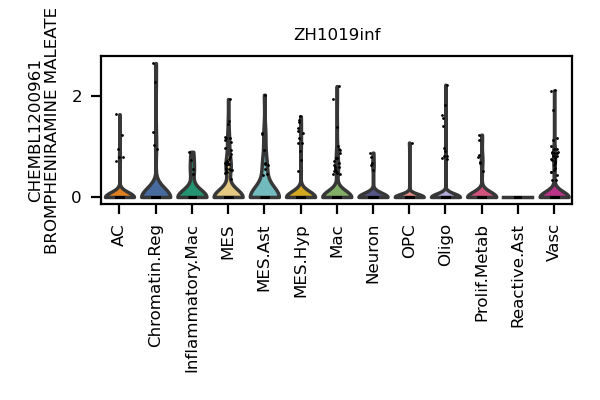 ZH1019inf
CHEMBL1200961
BROMPHENIRAMINE MALEATE
2
0
AC
Chromatin.Reg
Inflammatory.Mac
MES
MES.Ast
MES.Hyp
Mac
Neuron
OPC
Oligo
Prolif.Metab
Reactive.Ast
Vasc